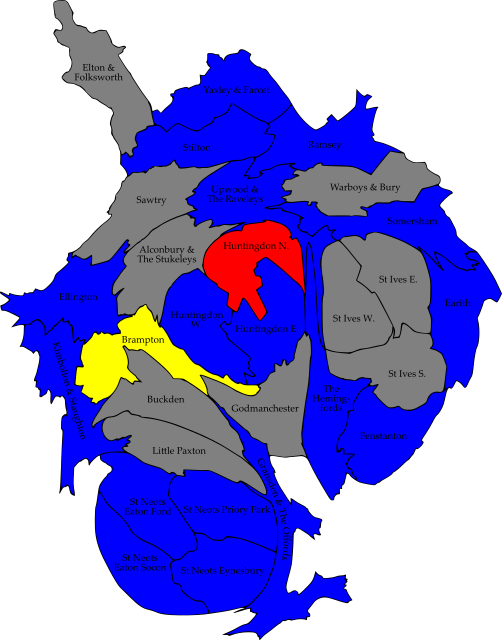 Elton &
Folksworth
Yaxley & Farcet
Stilton
Ramsey
Sawtry
Upwood &
The Raveleys
Warboys & Bury
Somersham
Alconbury &
The Stukeleys
Huntingdon N.
Ellington
Huntingdon
W.
Huntingdon E.
St Ives E.
Earith
St Ives W.
Brampton
Kimbolton & Staughton
St Ives S.
Buckden
Godmanchester
The
Heming-
fords
Fenstanton
Little Paxton
Gransden & The Offords
St Neots
Eaton Ford
St Neots Priory Park
St Neots
Eaton Socon
St Neots Eynesbury